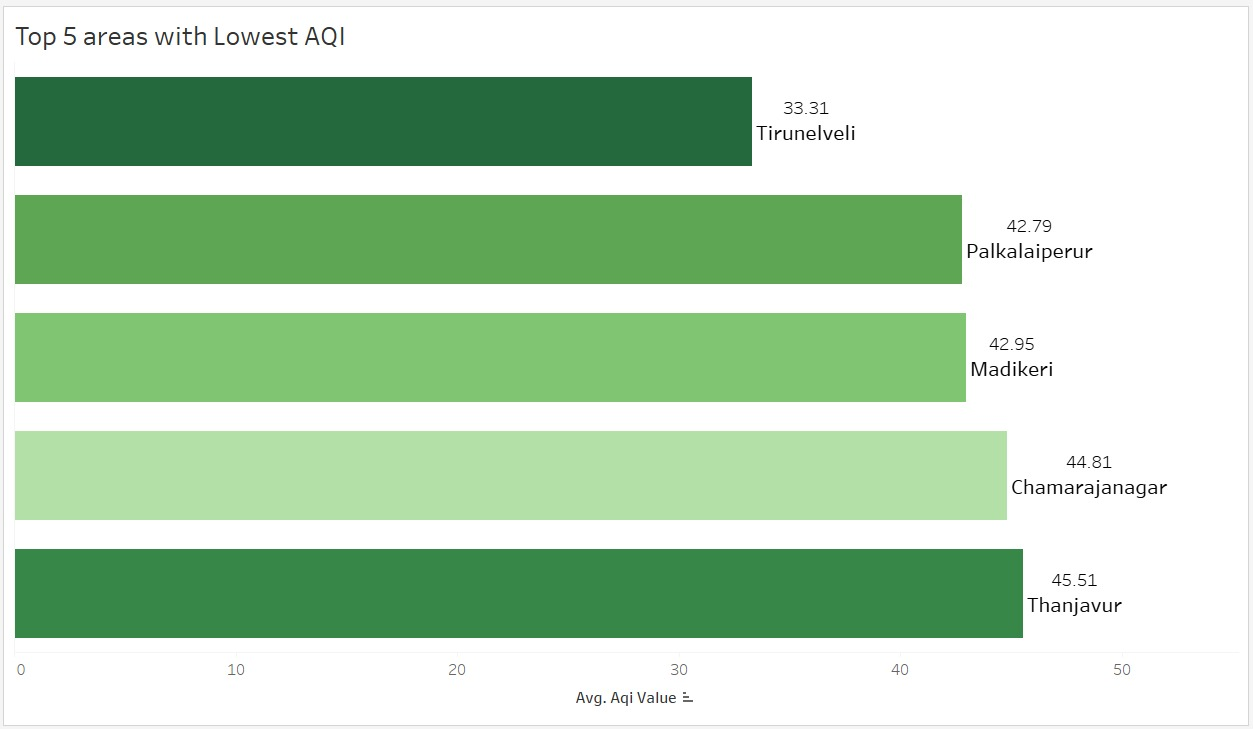 Top 5 areas with Lowest AQI
33.31
Tirunelveli
42.79
Palkalaiperur
42.95
Madikeri
44.81
Chamarajanagar
45.51
Thanjavur
0 10 20 30 40 50
Avg. Aqi Value